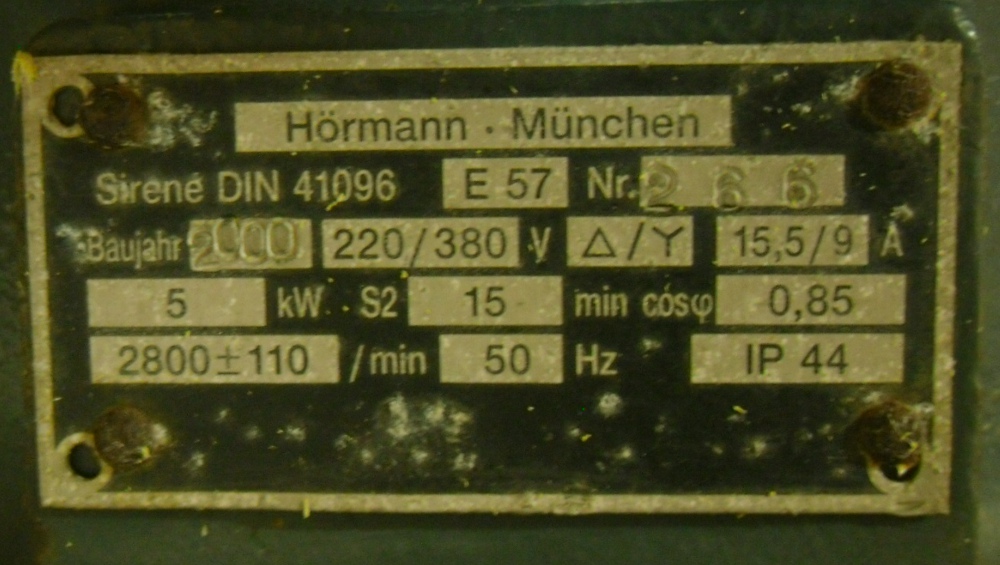 Hörmann · München
Sirene DIN 41096 E 57 Nr. 266
Baujahr 2000 220/380 V △/Y 15,5/9 A
5 kW S2 15 min cosφ 0,85
2800±110 /min 50 Hz IP 44